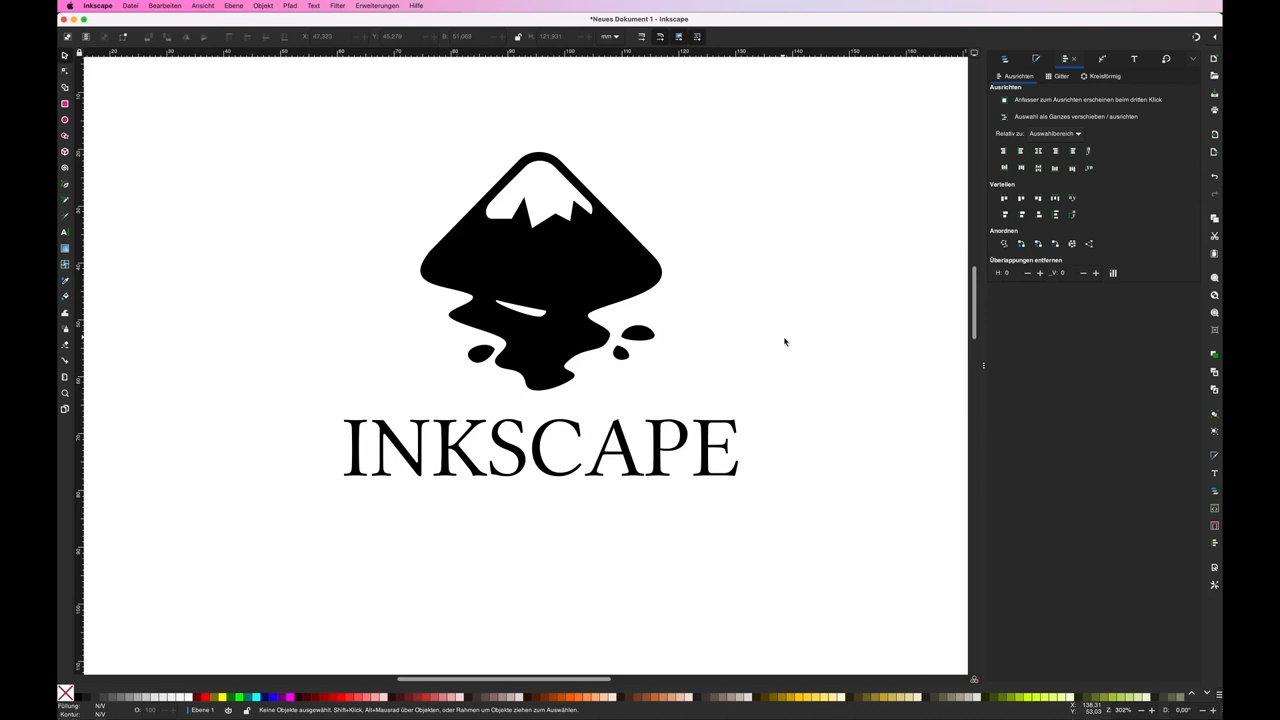 Inkscape Datei Bearbeiten Ansicht Ebene Objekt Pfad Text Filter Erweiterungen Hilfe
*Neues Dokument 1 - Inkscape
X: 47,323 Y: 45,279 B: 51,069 H: 121,931 mm
Ausrichten Gitter Kreisförmig
Ausrichten
Anfasser zum Ausrichten erscheinen beim dritten Klick
Auswahl als Ganzes verschieben / ausrichten
Relativ zu: Auswahlbereich
Verteilen
Anordnen
Überlappungen entfernen
H: 0 V: 0
INKSCAPE
Füllung: N/V
Kontur: N/V
O: 100
Ebene 1
Keine Objekte ausgewählt. Shift+Klick, Alt+Mausrad über Objekten, oder Rahmen um Objekte ziehen zum Auswählen.
X: 138,31
Y: 53,03
Z: 302%
D: 0,00°